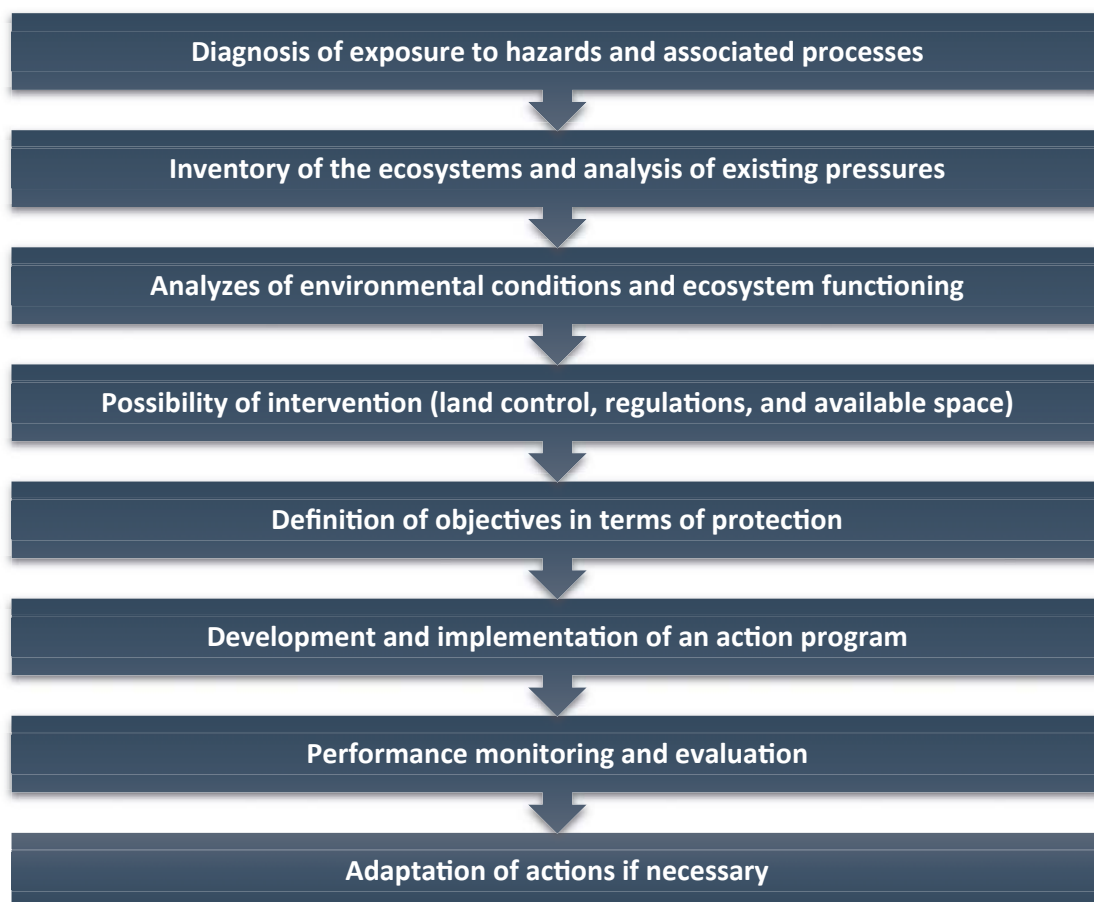 Diagnosis of exposure to hazards and associated processes
Inventory of the ecosystems and analysis of existing pressures
Analyzes of environmental conditions and ecosystem functioning
Possibility of intervention (land control, regulations, and available space)
Definition of objectives in terms of protection
Development and implementation of an action program
Performance monitoring and evaluation
Adaptation of actions if necessary